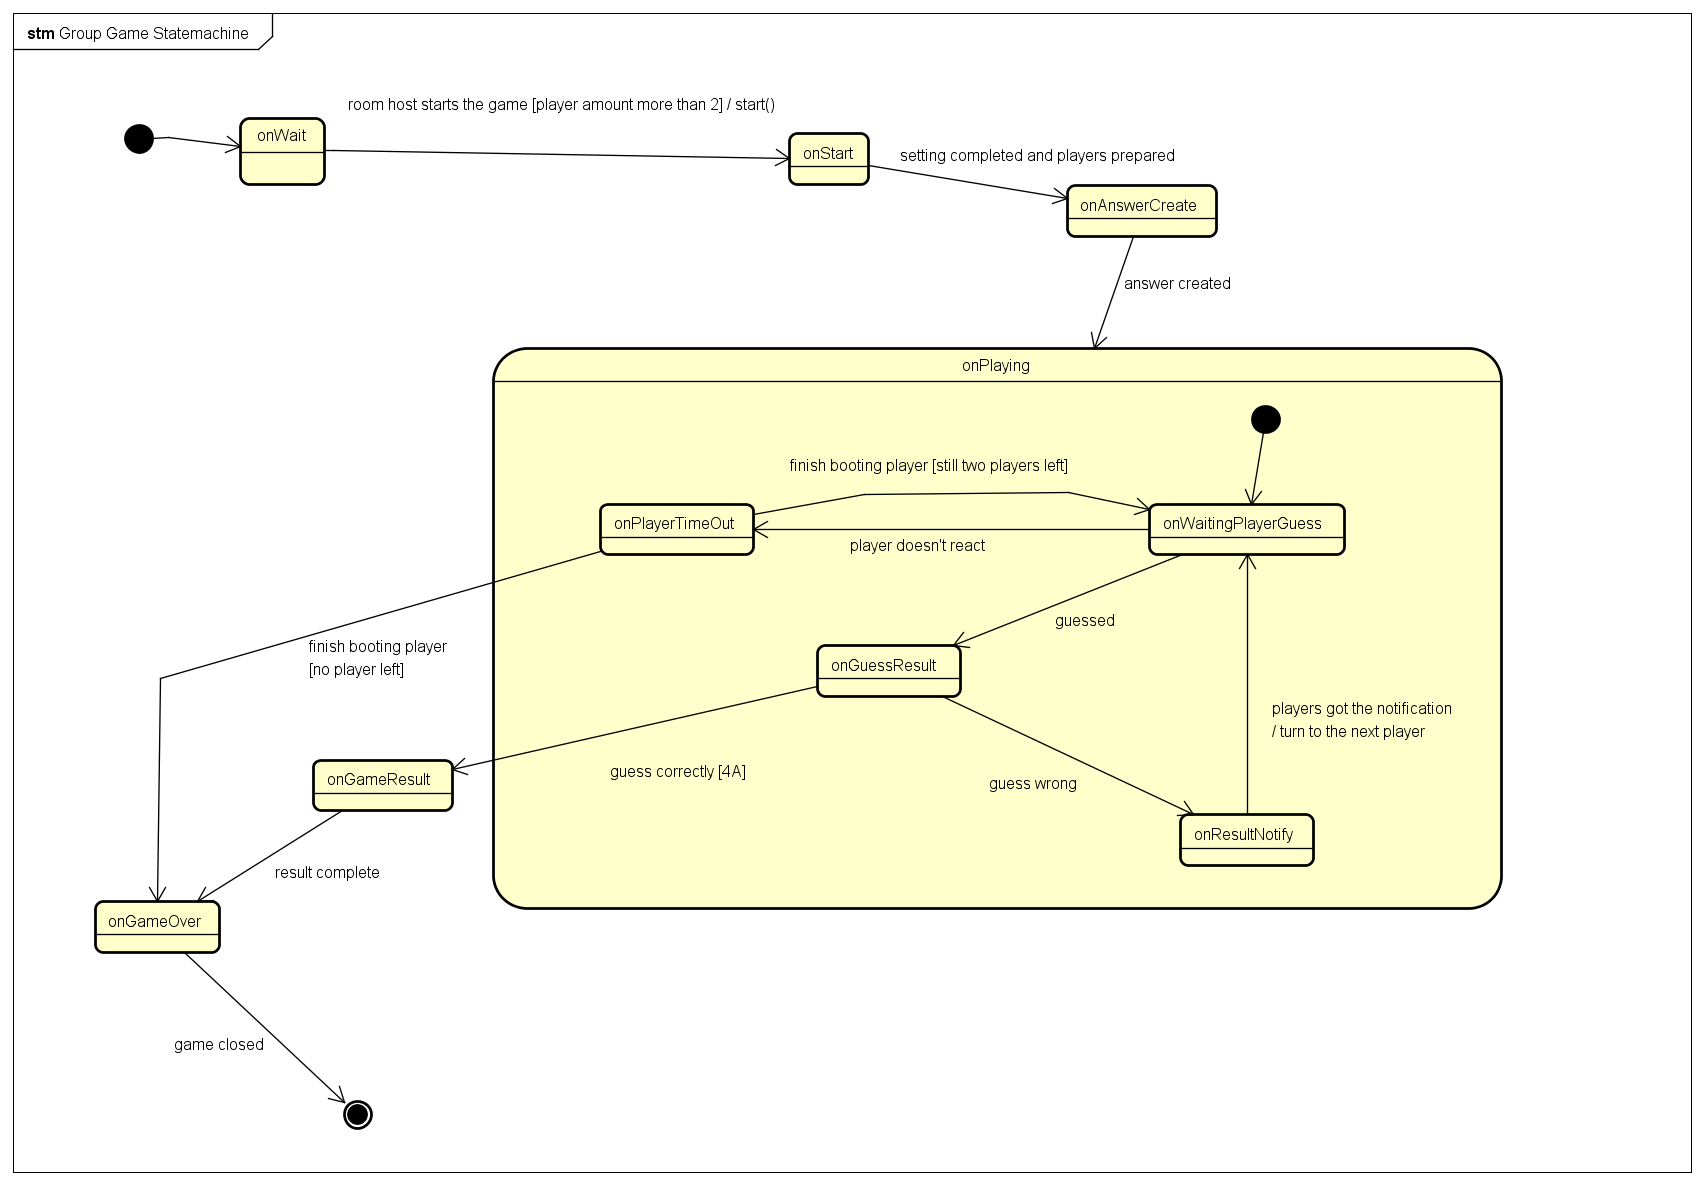 stm Group Game Statemachine
room host starts the game [player amount more than 2] / start()
onWait
onStart
setting completed and players prepared
onAnswerCreate
answer created
onPlaying
finish booting player [still two players left]
onPlayerTimeOut
onWaitingPlayerGuess
player doesn't react
guessed
finish booting player
[no player left]
onGuessResult
players got the notification
/ turn to the next player
onGameResult
guess correctly [4A]
guess wrong
onResultNotify
result complete
onGameOver
game closed